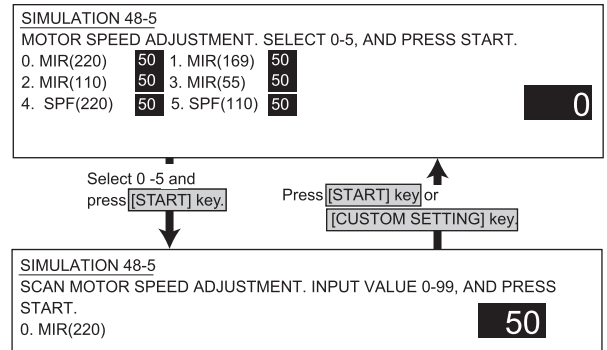 SIMULATION 48-5
MOTOR SPEED ADJUSTMENT. SELECT 0-5, AND PRESS START.
0. MIR(220) 50 1. MIR(169) 50
2. MIR(110) 50 3. MIR(55) 50
4. SPF(220) 50 5. SPF(110) 50
0
Select 0 -5 and
press [START] key.
Press [START] key or
[CUSTOM SETTING] key.
SIMULATION 48-5
SCAN MOTOR SPEED ADJUSTMENT. INPUT VALUE 0-99, AND PRESS
START.
0. MIR(220)
50